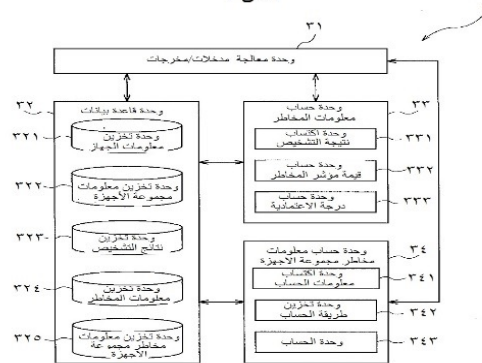 ٣١
وحدة معالجة مدخلات/مخرجات
٣٢
وحدة قاعدة بيانات
٣٢١
وحدة تخزين
معلومات الجهاز
٣٢٢
وحدة تخزين معلومات
مجموعة الأجهزة
٣٢٣
وحدة تخزين
نتائج التشخيص
٣٢٤
وحدة تخزين
معلومات المخاطر
٣٢٥
وحدة تخزين معلومات
مخاطر مجموعة
الأجهزة
٣٣
وحدة حساب
معلومات المخاطر
٣٣١
وحدة اكتساب
نتيجة التشخيص
٣٣٢
وحدة حساب
قيمة مؤشر المخاطر
٣٣٣
وحدة حساب
درجة الاعتمادية
٣٤
وحدة حساب معلومات
مخاطر مجموعة الأجهزة
٣٤١
وحدة اكتساب
معلومات الحساب
٣٤٢
وحدة تخزين
طريقة الحساب
٣٤٣
وحدة الحساب